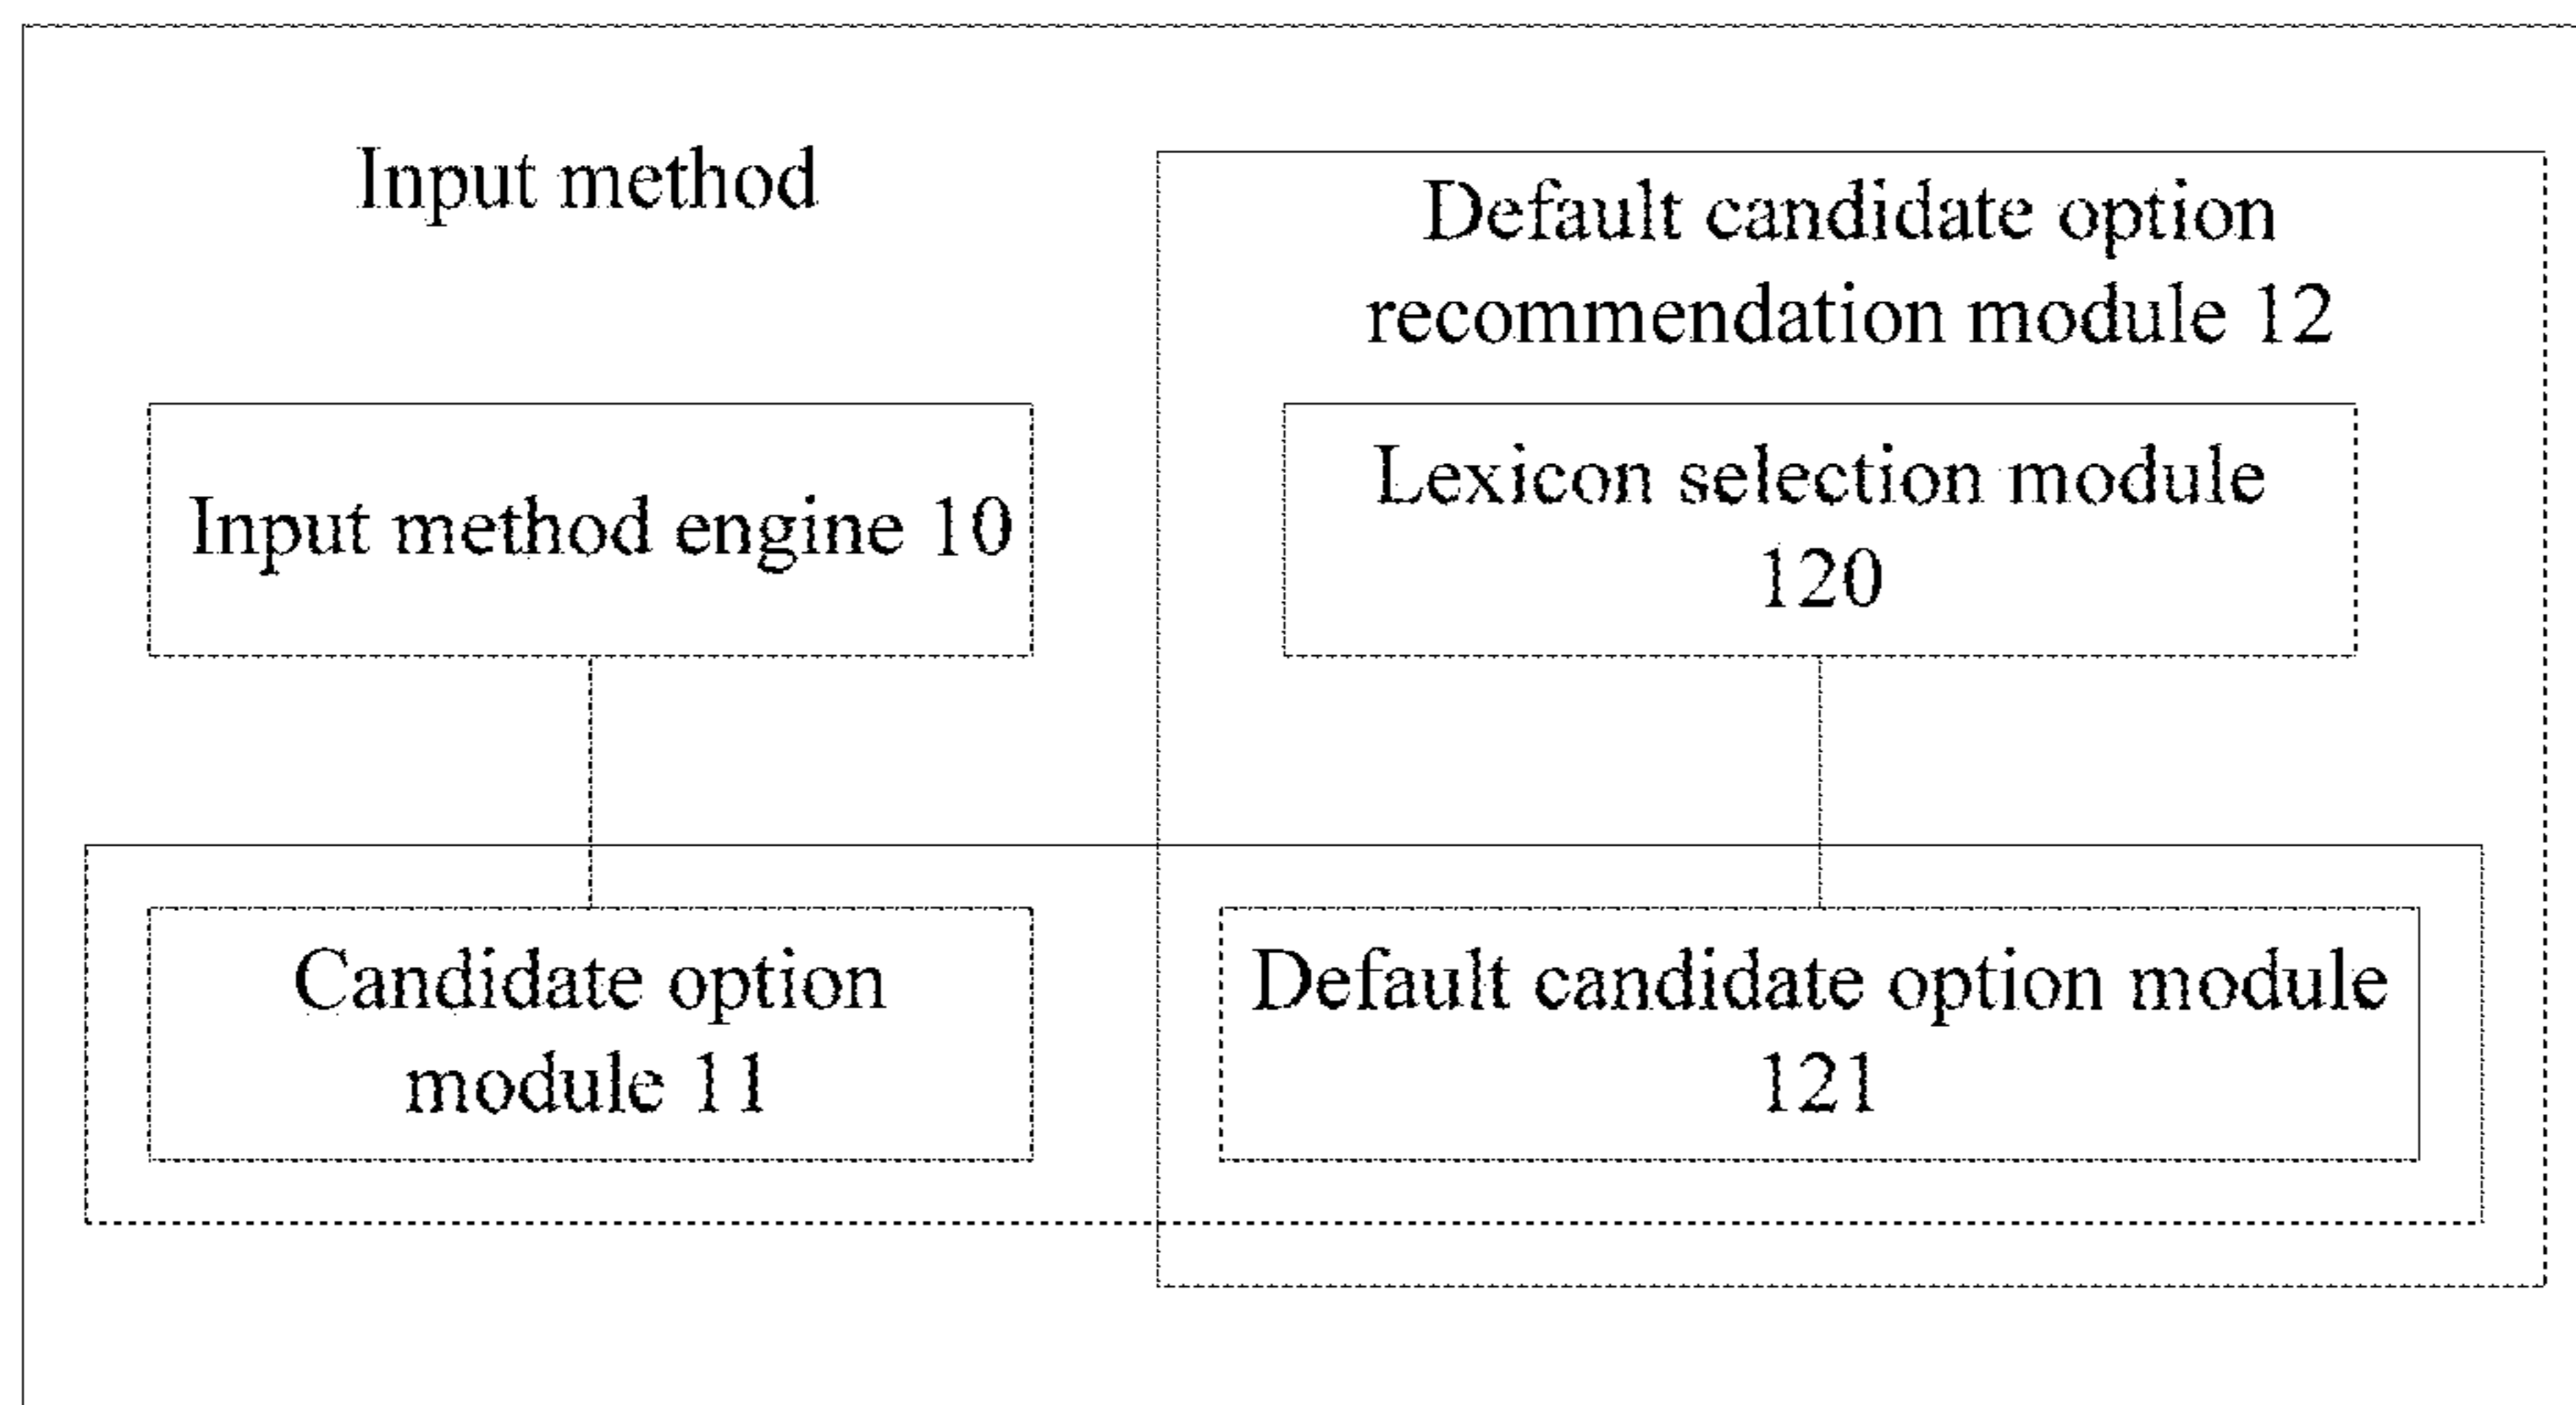 Input method
Default candidate option
recommendation module 12
Input method engine 10
Lexicon selection module
120
Candidate option
module 11
Default candidate option module
121